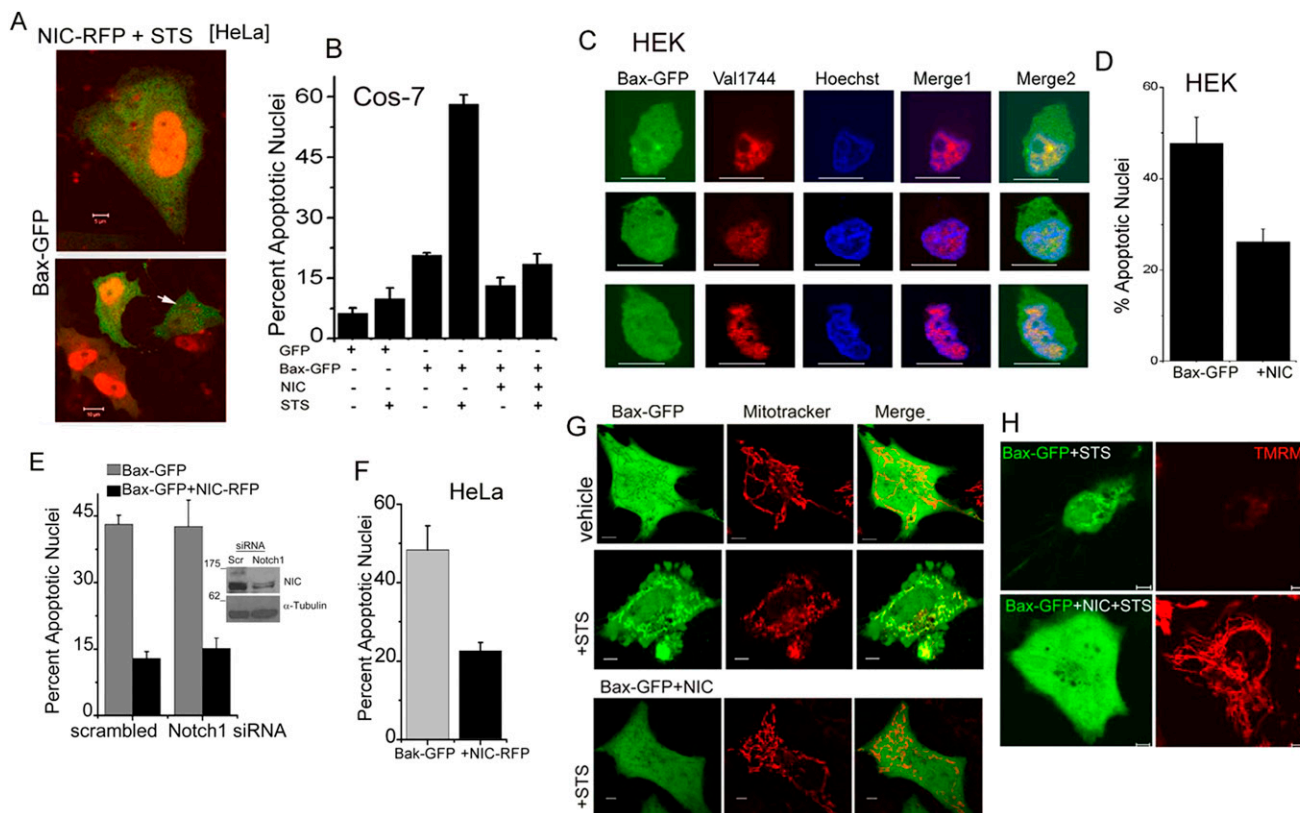 A
NIC-RFP + STS [HeLa]
Bax-GFP
5 µm
10 µm
B
Cos-7
Percent Apoptotic Nuclei
60
45
30
15
0
GFP + + - - - -
Bax-GFP - - + + + +
NIC - - - - + +
STS - + - + - +
C HEK
Bax-GFP Val1744 Hoechst Merge1 Merge2
D
HEK
% Apoptotic Nuclei
60
40
20
0
Bax-GFP +NIC
E
Bax-GFP
Bax-GFP+NIC-RFP
Percent Apoptotic Nuclei
45
30
15
0
scrambled Notch1 siRNA
siRNA
Scr Notch1
175
62
NIC
α-Tubulin
F
HeLa
Percent Apoptotic Nuclei
60
40
20
0
Bak-GFP +NIC-RFP
G
Bax-GFP Mitotracker Merge
vehicle
+STS
Bax-GFP+NIC
+STS
H
Bax-GFP+STS TMRM
Bax-GFP+NIC+STS